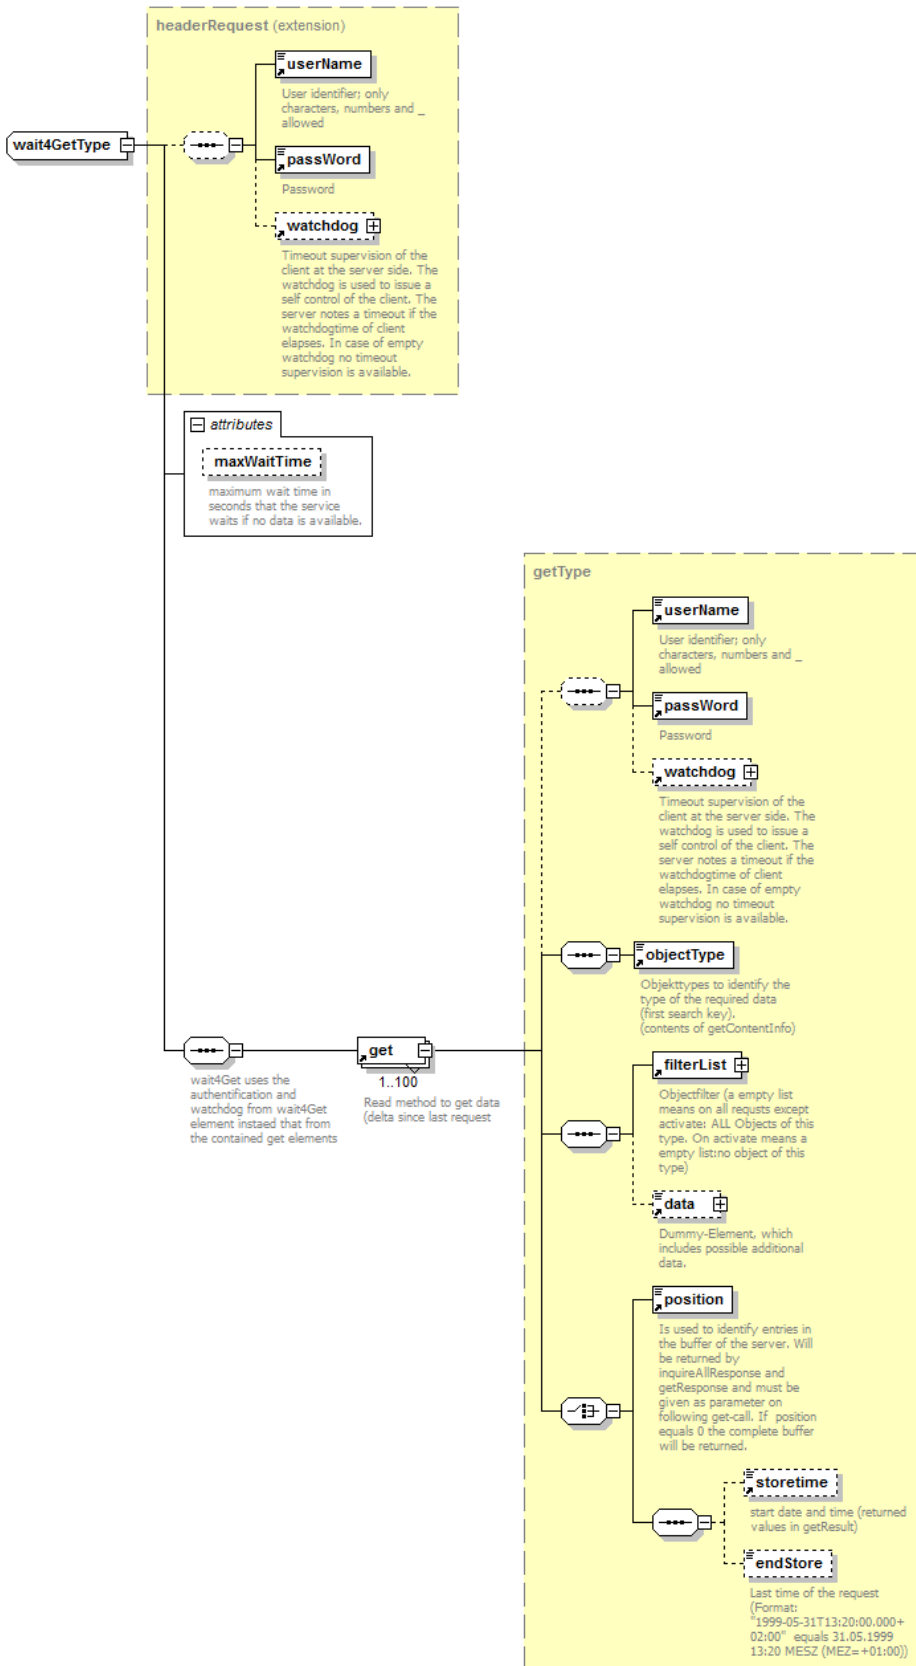 headerRequest (extension)
userName
User identifier; only
characters, numbers and _
allowed
wait4GetType
passWord
Password
watchdog
Timeout supervision of the
client at the server side. The
watchdog is used to issue a
self control of the client. The
server notes a timeout if the
watchdogtime of client
elapses. In case of empty
watchdog no timeout
supervision is available.
attributes
maxWaitTime
maximum wait time in
seconds that the service
waits if no data is available.
getType
userName
User identifier; only
characters, numbers and _
allowed
passWord
Password
watchdog
Timeout supervision of the
client at the server side. The
watchdog is used to issue a
self control of the client. The
server notes a timeout if the
watchdogtime of client
elapses. In case of empty
watchdog no timeout
supervision is available.
objectType
Objekttypes to identify the
type of the required data
(first search key).
(contents of getContentInfo)
get
1..100
Read method to get data
(delta since last request
wait4Get uses the
authentification and
watchdog from wait4Get
element instaed that from
the contained get elements
filterList
Objectfilter (a empty list
means on all requsts except
activate: ALL Objects of this
type. On activate means a
empty list:no object of this
type)
data
Dummy-Element, which
includes possible additional
data.
position
Is used to identify entries in
the buffer of the server. Will
be returned by
inquireAllResponse and
getResponse and must be
given as parameter on
following get-call. If position
equals 0 the complete buffer
will be returned.
storetime
start date and time (returned
values in getResult)
endStore
Last time of the request
(Format:
"1999-05-31T13:20:00.000+
02:00" equals 31.05.1999
13:20 MESZ (MEZ=+01:00))